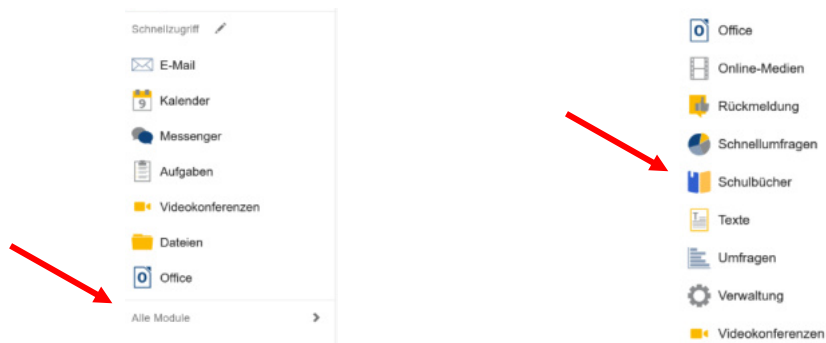 Schnellzugriff
E-Mail
9
Kalender
Messenger
Aufgaben
Videokonferenzen
Dateien
Office
Alle Module
Office
Online-Medien
Rückmeldung
Schnellumfragen
Schulbücher
Texte
Umfragen
Verwaltung
Videokonferenzen